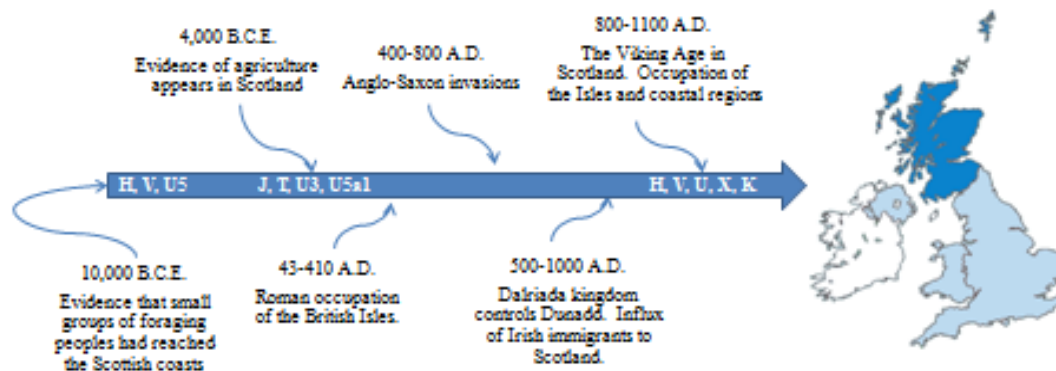 4,000 B.C.E.
Evidence of agriculture
appears in Scotland
400-800 A.D.
Anglo-Saxon invasions
800-1100 A.D.
The Viking Age in
Scotland. Occupation of
the Isles and coastal regions
H, V, U5
J, T, U3, U5a1
H, V, U, X, K
10,000 B.C.E.
Evidence that small
groups of foraging
peoples had reached
the Scottish coasts
43-410 A.D.
Roman occupation
of the British Isles.
500-1000 A.D.
Dalriada kingdom
controls Dunadd. Influx
of Irish immigrants to
Scotland.